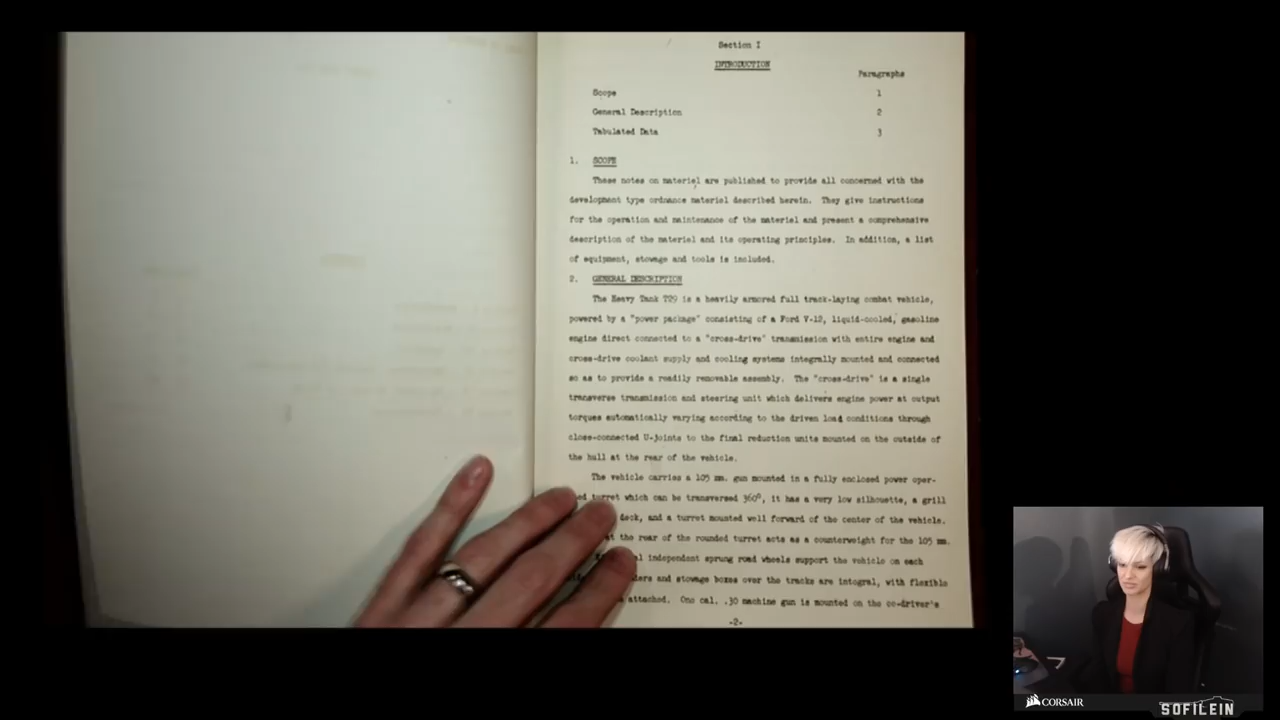 Section I
INTRODUCTION
Paragraphs
Scope 1
General Description 2
Tabulated Data 3
1. SCOPE
These notes on materiel are published to provide all concerned with the
development type ordnance materiel described herein. They give instructions
for the operation and maintenance of the materiel and present a comprehensive
description of the materiel and its operating principles. In addition, a list
of equipment, stowage and tools is included.
2. GENERAL DESCRIPTION
The Heavy Tank T29 is a heavily armored full track-laying combat vehicle,
powered by a "power package" consisting of a Ford V-12, liquid-cooled, gasoline
engine direct connected to a "cross-drive" transmission with entire engine and
cross-drive coolant supply and cooling systems integrally mounted and connected
so as to provide a readily removable assembly. The "cross-drive" is a single
transverse transmission and steering unit which delivers engine power at output
torques automatically varying according to the driven load conditions through
close-connected U-joints to the final reduction units mounted on the outside of
the hull at the rear of the vehicle.
The vehicle carries a 105 mm. gun mounted in a fully enclosed power oper-
turret which can be transversed 360°, it has a very low silhouette, a grill
deck, and a turret mounted well forward of the center of the vehicle.
at the rear of the rounded turret acts as a counterweight for the 105 mm.
independent sprung road wheels support the vehicle on each
and stowage boxes over the tracks are integral, with flexible
attached. One cal. .30 machine gun is mounted on the co-driver's
-2-
CORSAIR
SOFILEIN